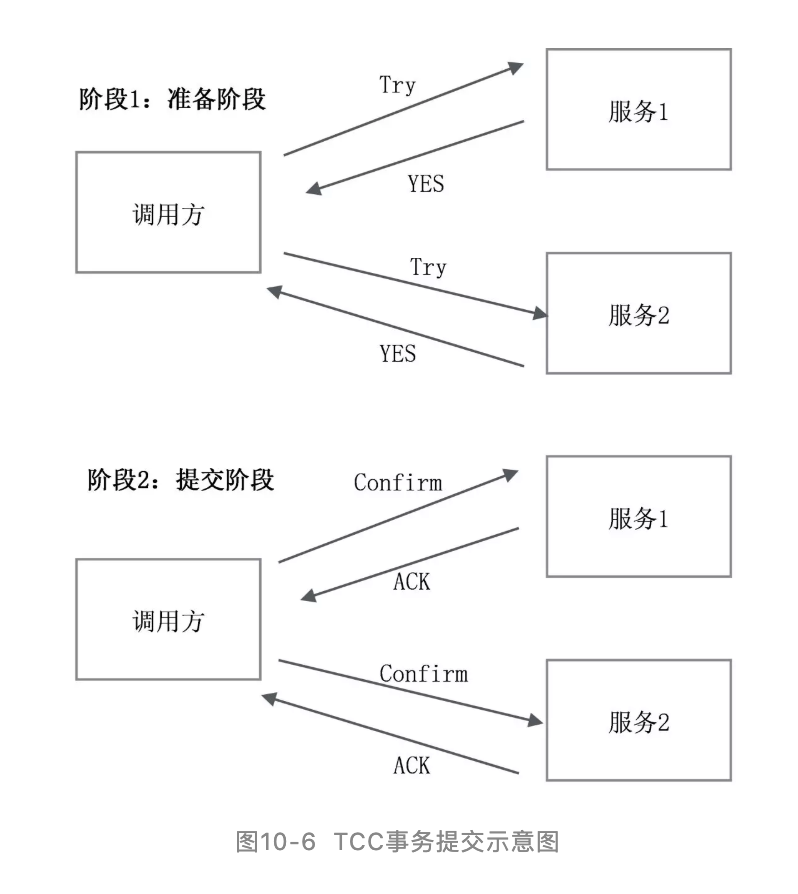 阶段1：准备阶段
Try
服务1
YES
调用方
Try
服务2
YES
阶段2：提交阶段
Confirm
服务1
ACK
调用方
Confirm
服务2
ACK
图10-6 TCC事务提交示意图